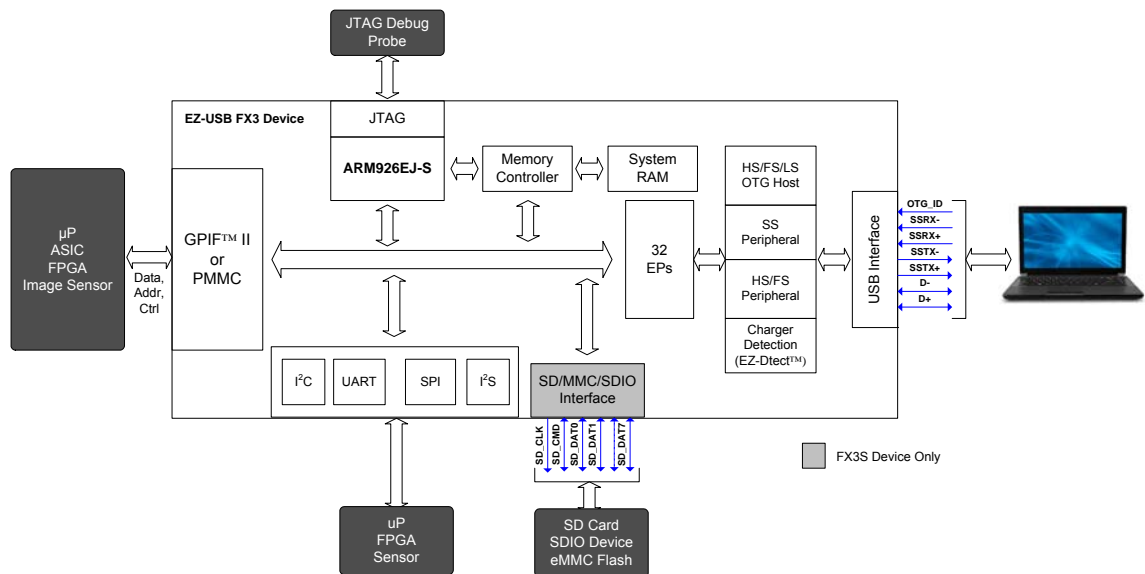 JTAG Debug
Probe
EZ-USB FX3 Device
JTAG
ARM926EJ-S
Memory
Controller
System
RAM
HS/FS/LS
OTG Host
SS
Peripheral
HS/FS
Peripheral
Charger
Detection
(EZ-Dtect™)
32
EPs
USB Interface
OTG_ID
SSRX-
SSRX+
SSTX-
SSTX+
D-
D+
µP
ASIC
FPGA
Image Sensor
Data,
Addr,
Ctrl
GPIF™ II
or
PMMC
I²C
UART
SPI
I²S
SD/MMC/SDIO
Interface
SD_CLK
SD_CMD
SD_DAT0
SD_DAT1
SD_DAT7
FX3S Device Only
uP
FPGA
Sensor
SD Card
SDIO Device
eMMC Flash